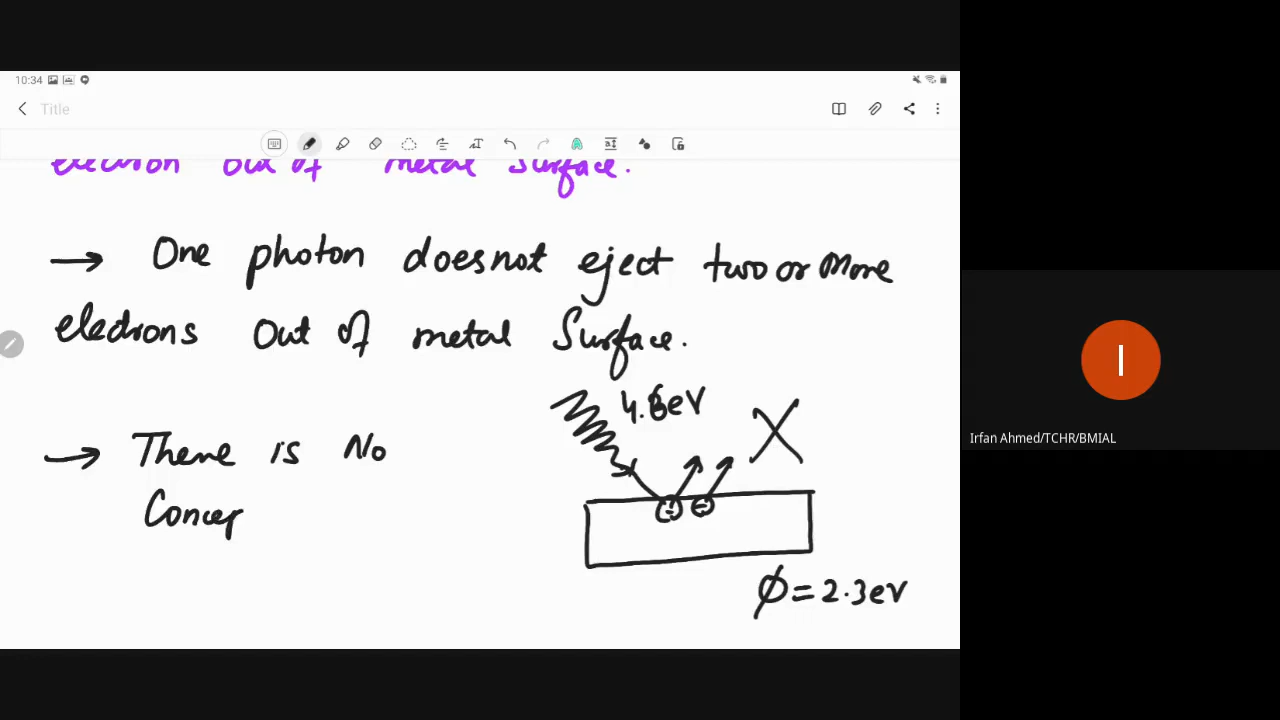 10:34
Title
electron out of metal surface.
→ One photon doesnot eject two or More
electrons Out of metal Surface.
4.6eV
→ There is No
Concep
ϕ = 2.3eV
I
Irfan Ahmed/TCHR/BMIAL